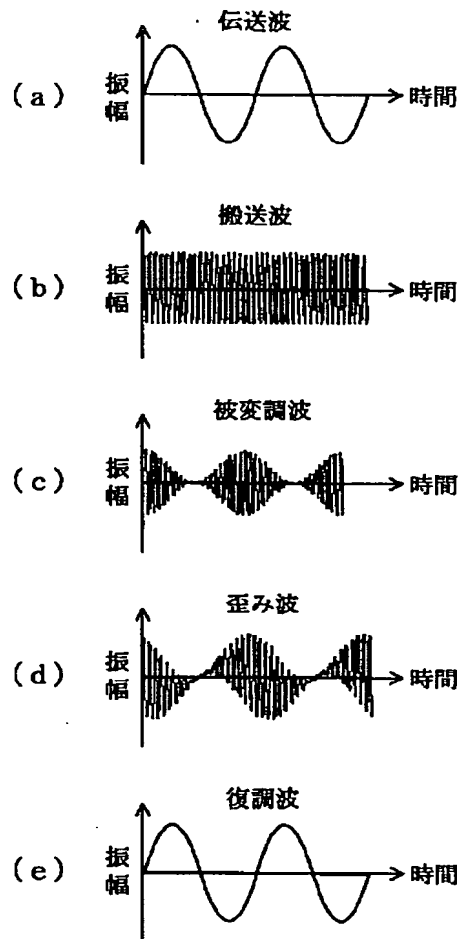 伝送波
(a) 振幅 時間
搬送波
(b) 振幅 時間
被変調波
(c) 振幅 時間
歪み波
(d) 振幅 時間
復調波
(e) 振幅 時間